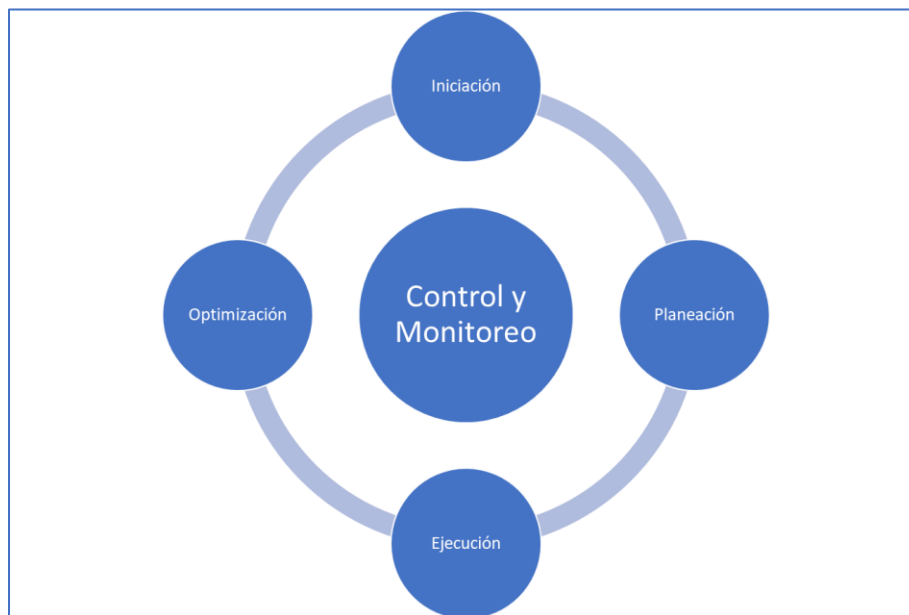 Iniciación
Optimización
Control y
Monitoreo
Planeación
Ejecución